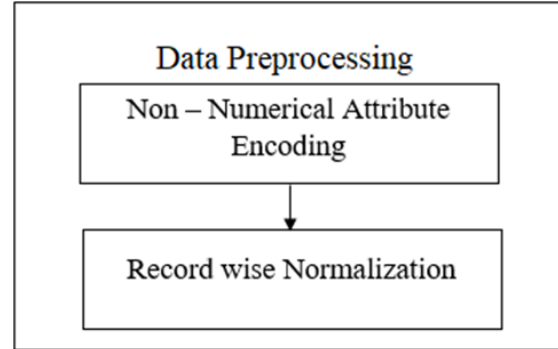 Data Preprocessing
Non – Numerical Attribute
Encoding
Record wise Normalization